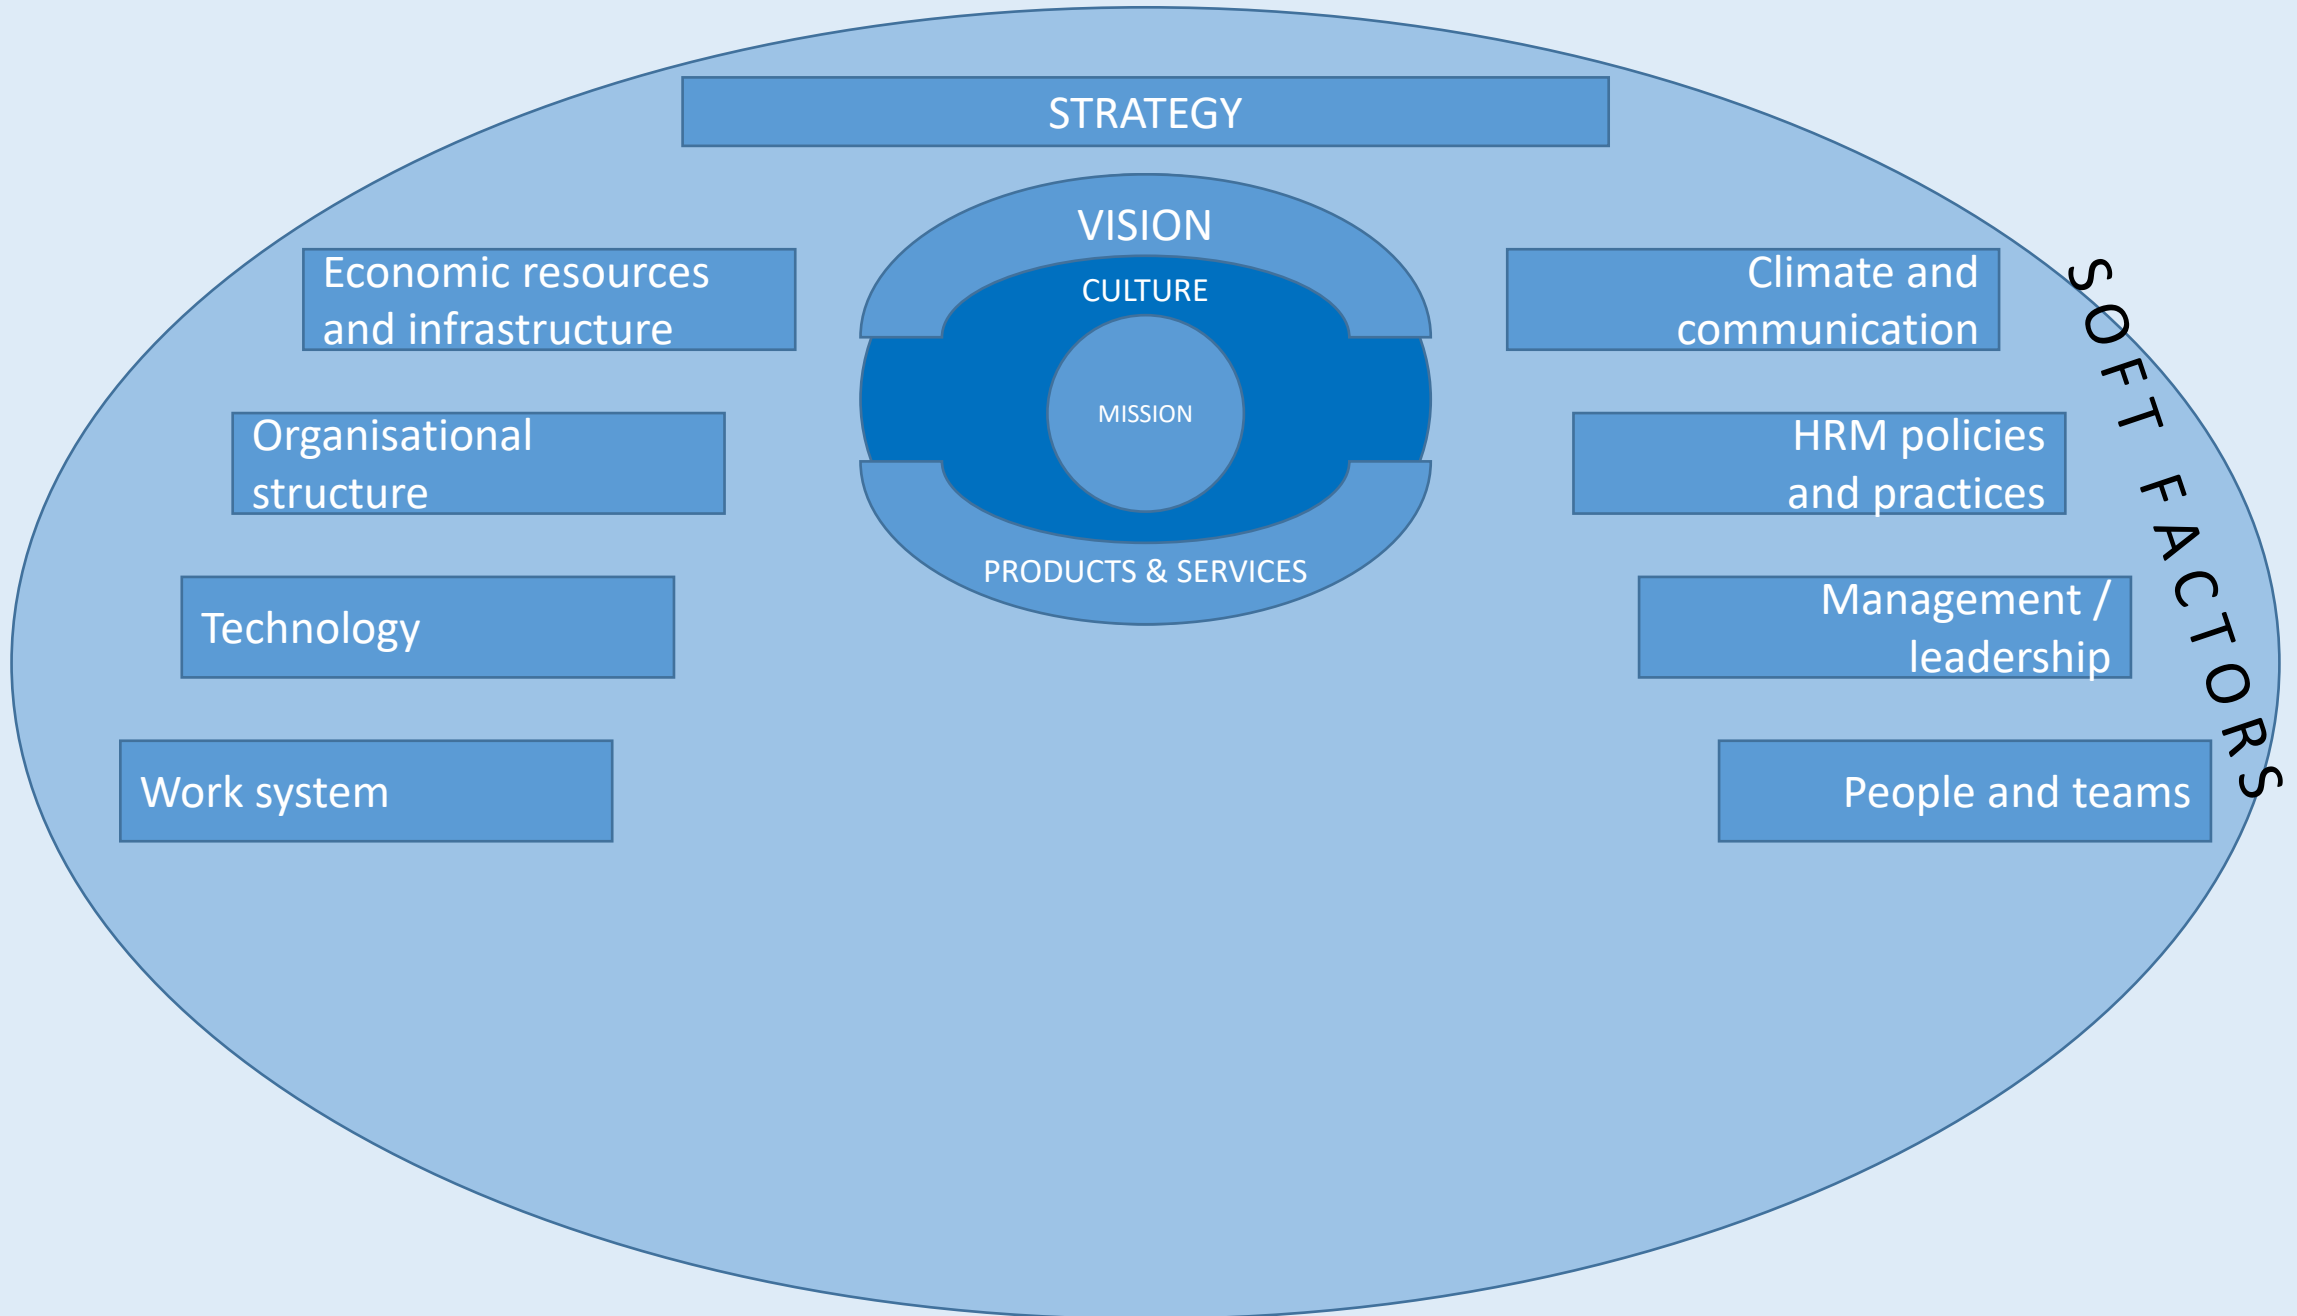 STRATEGY
VISION
CULTURE
MISSION
PRODUCTS & SERVICES
Economic resources
and infrastructure
Organisational
structure
Technology
Work system
Climate and
communication
HRM policies
and practices
Management /
leadership
People and teams
SOFT FACTORS